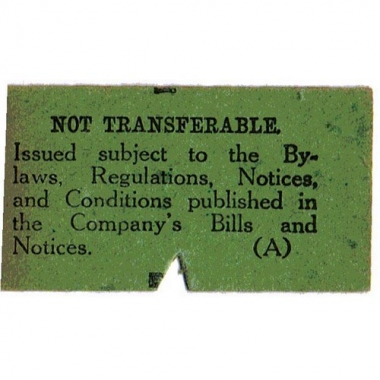 NOT TRANSFERABLE.
Issued subject to the By-
laws, Regulations, Notices,
and Conditions published in
the Company's Bills and
Notices. (A)